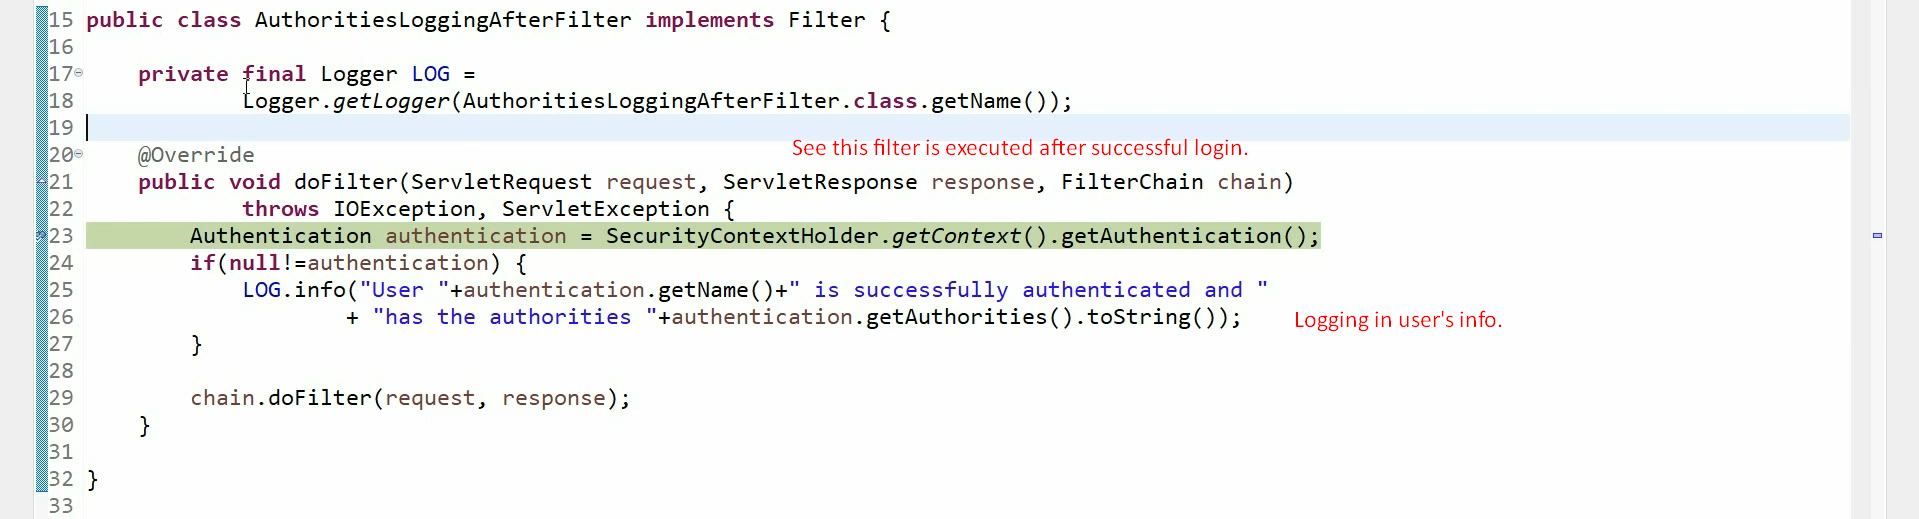 15 public class AuthoritiesLoggingAfterFilter implements Filter {
16
17 private final Logger LOG =
18 Logger.getLogger(AuthoritiesLoggingAfterFilter.class.getName());
19
See this filter is executed after successful login.
20 @Override
21 public void doFilter(ServletRequest request, ServletResponse response, FilterChain chain)
22 throws IOException, ServletException {
23 Authentication authentication = SecurityContextHolder.getContext().getAuthentication();
24 if(null!=authentication) {
25 LOG.info("User "+authentication.getName()+" is successfully authenticated and "
26 + "has the authorities "+authentication.getAuthorities().toString());
Logging in user's info.
27 }
28
29 chain.doFilter(request, response);
30 }
31
32 }
33